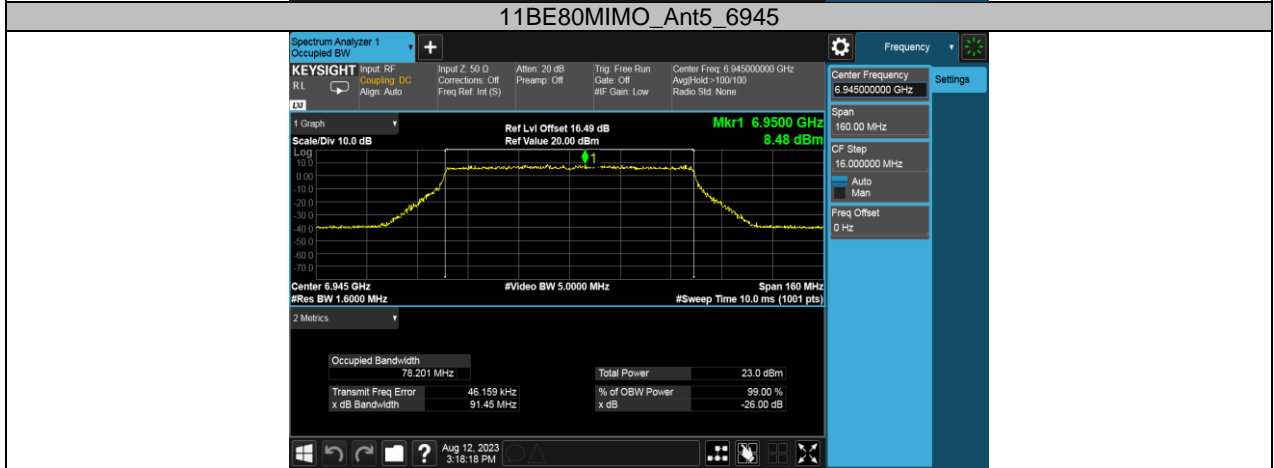 11BE80MIMO_Ant5_6945
Spectrum Analyzer 1
Occupied BW
+
Frequency
KEYSIGHT
RL
LXI
Input: RF
Coupling: DC
Align: Auto
Input Z: 50 Ω
Corrections: Off
Freq Ref: Int (S)
Atten: 20 dB
Preamp: Off
Trig: Free Run
Gate: Off
#IF Gain: Low
Center Freq: 6.945000000 GHz
Avg|Hold:>100/100
Radio Std: None
Center Frequency
6.945000000 GHz
Settings
Span
160.00 MHz
CF Step
16.000000 MHz
Auto
Man
Freq Offset
0 Hz
1 Graph
Scale/Div 10.0 dB
Ref Lvl Offset 16.49 dB
Ref Value 20.00 dBm
Mkr1 6.9500 GHz
8.48 dBm
Log
10.0
0.00
-10.0
-20.0
-30.0
-40.0
-50.0
-60.0
-70.0
1
Center 6.945 GHz
#Res BW 1.6000 MHz
#Video BW 5.0000 MHz
Span 160 MHz
#Sweep Time 10.0 ms (1001 pts)
2 Metrics
Occupied Bandwidth
78.201 MHz
Transmit Freq Error 46.159 kHz
x dB Bandwidth 91.45 MHz
Total Power 23.0 dBm
% of OBW Power 99.00 %
x dB -26.00 dB
?
Aug 12, 2023
3:18:18 PM